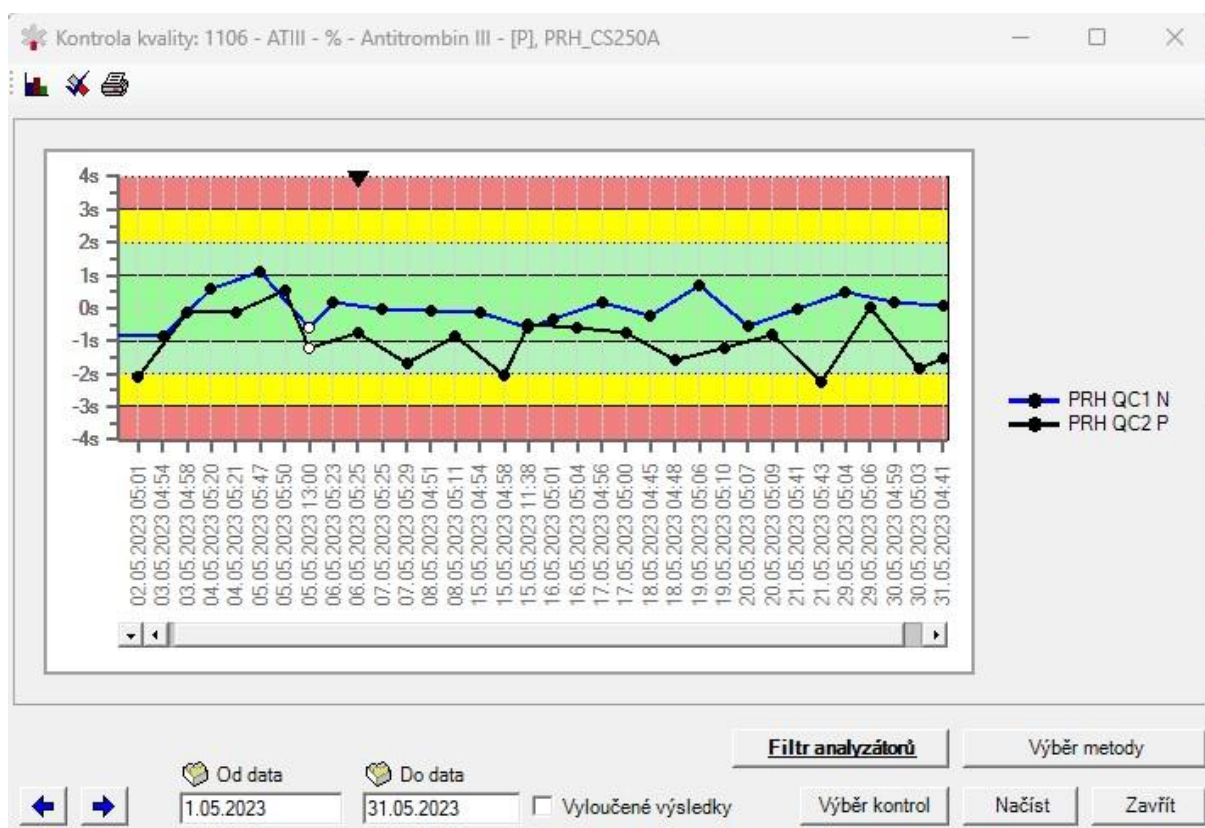 Kontrola kvality: 1106 - ATIII - % - Antitrombin III - [P], PRH_CS250A
4s
3s
2s
1s
0s
-1s
-2s
-3s
-4s
PRH QC1 N
PRH QC2 P
02.05.2023 05:01
03.05.2023 04:54
03.05.2023 04:58
04.05.2023 05:20
04.05.2023 05:21
05.05.2023 05:47
05.05.2023 05:50
05.05.2023 13:00
06.05.2023 05:23
06.05.2023 05:25
07.05.2023 05:25
07.05.2023 05:29
08.05.2023 04:51
08.05.2023 05:11
15.05.2023 04:54
15.05.2023 04:58
15.05.2023 11:38
16.05.2023 05:01
16.05.2023 05:04
17.05.2023 04:56
17.05.2023 05:00
18.05.2023 04:45
18.05.2023 04:48
19.05.2023 05:06
19.05.2023 05:10
20.05.2023 05:07
20.05.2023 05:09
21.05.2023 05:41
21.05.2023 05:43
29.05.2023 05:04
29.05.2023 05:06
30.05.2023 04:59
30.05.2023 05:03
31.05.2023 04:41
Filtr analyzátorů
Výběr metody
Od data
Do data
1.05.2023
31.05.2023
Vyloučené výsledky
Výběr kontrol
Načíst
Zavřít